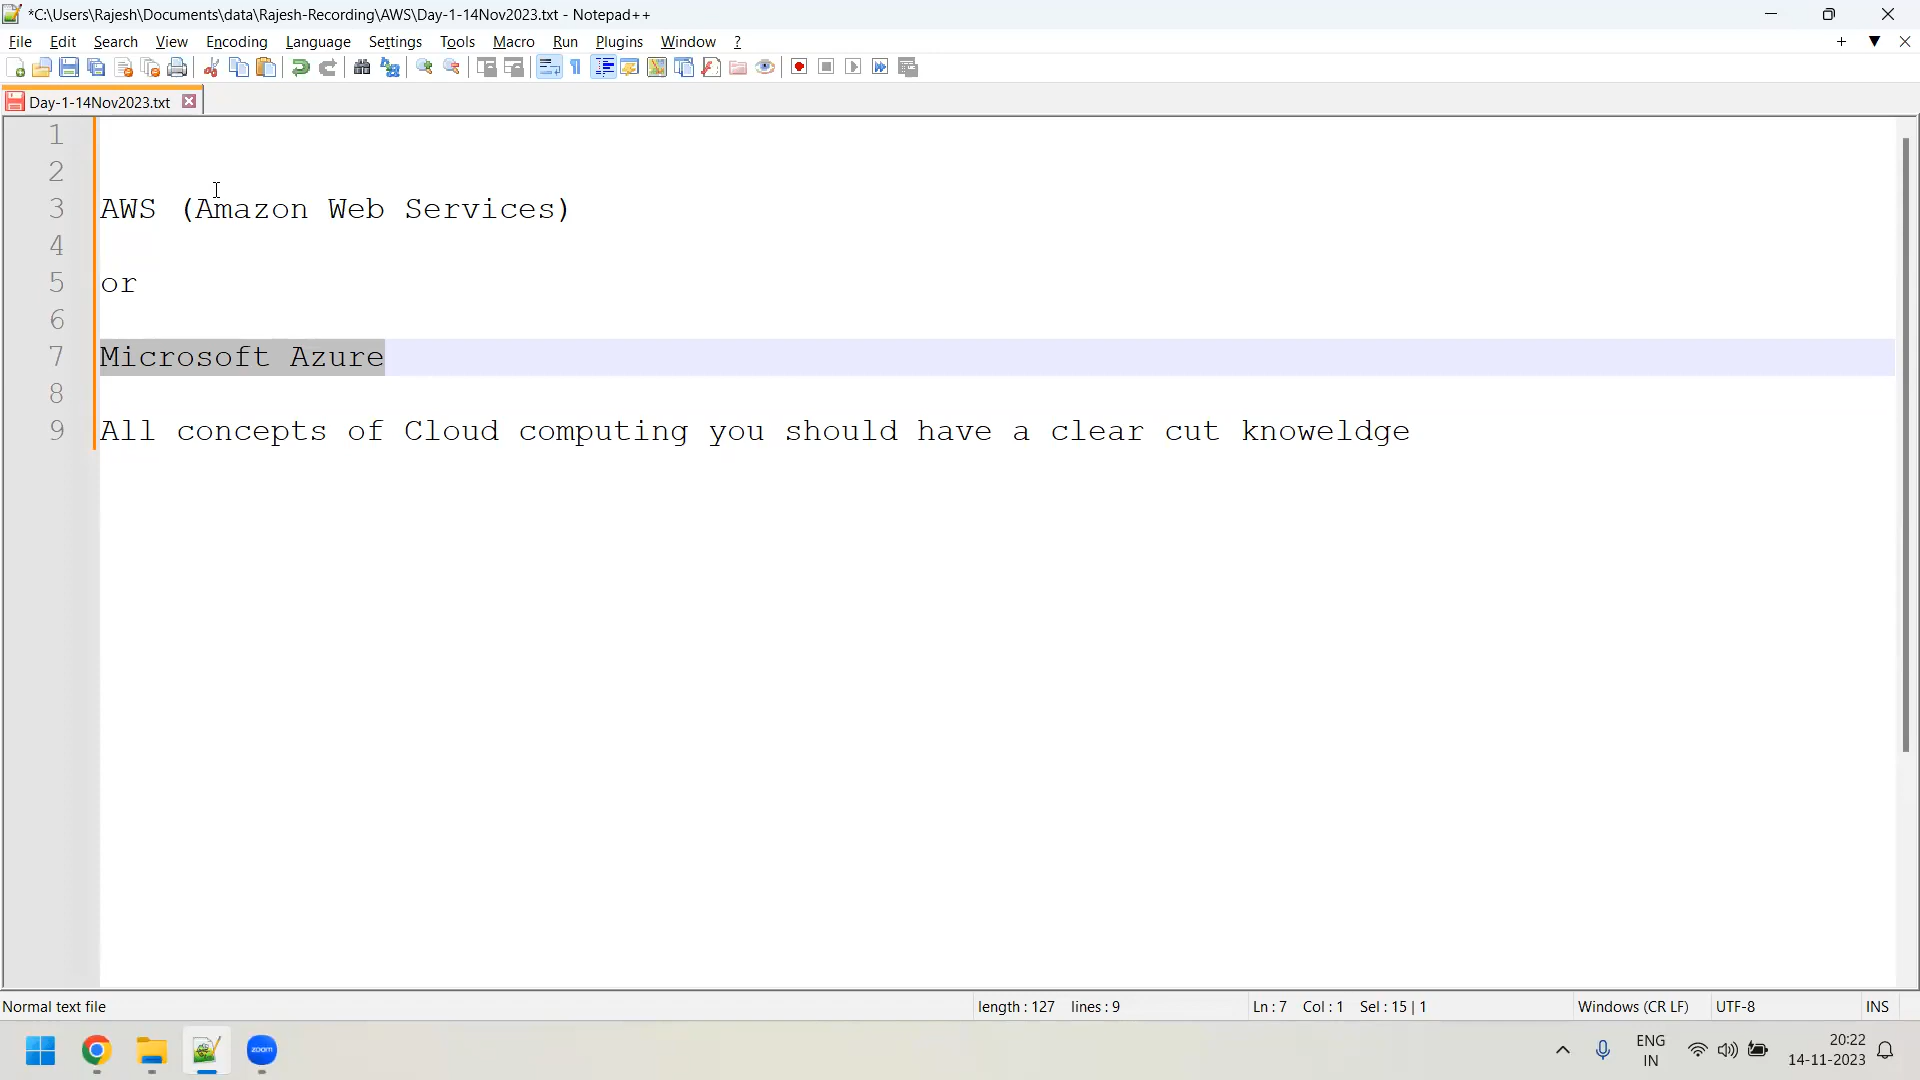 *C:\Users\Rajesh\Documents\data\Rajesh-Recording\AWS\Day-1-14Nov2023.txt - Notepad++
File Edit Search View Encoding Language Settings Tools Macro Run Plugins Window ?
Day-1-14Nov2023.txt
1
2
3 AWS (Amazon Web Services)
4
5 or
6
7 Microsoft Azure
8
9 All concepts of Cloud computing you should have a clear cut knoweldge
Normal text file length : 127 lines : 9 Ln : 7 Col : 1 Sel : 15 | 1 Windows (CR LF) UTF-8 INS
zoom
ENG
IN
20:22
14-11-2023